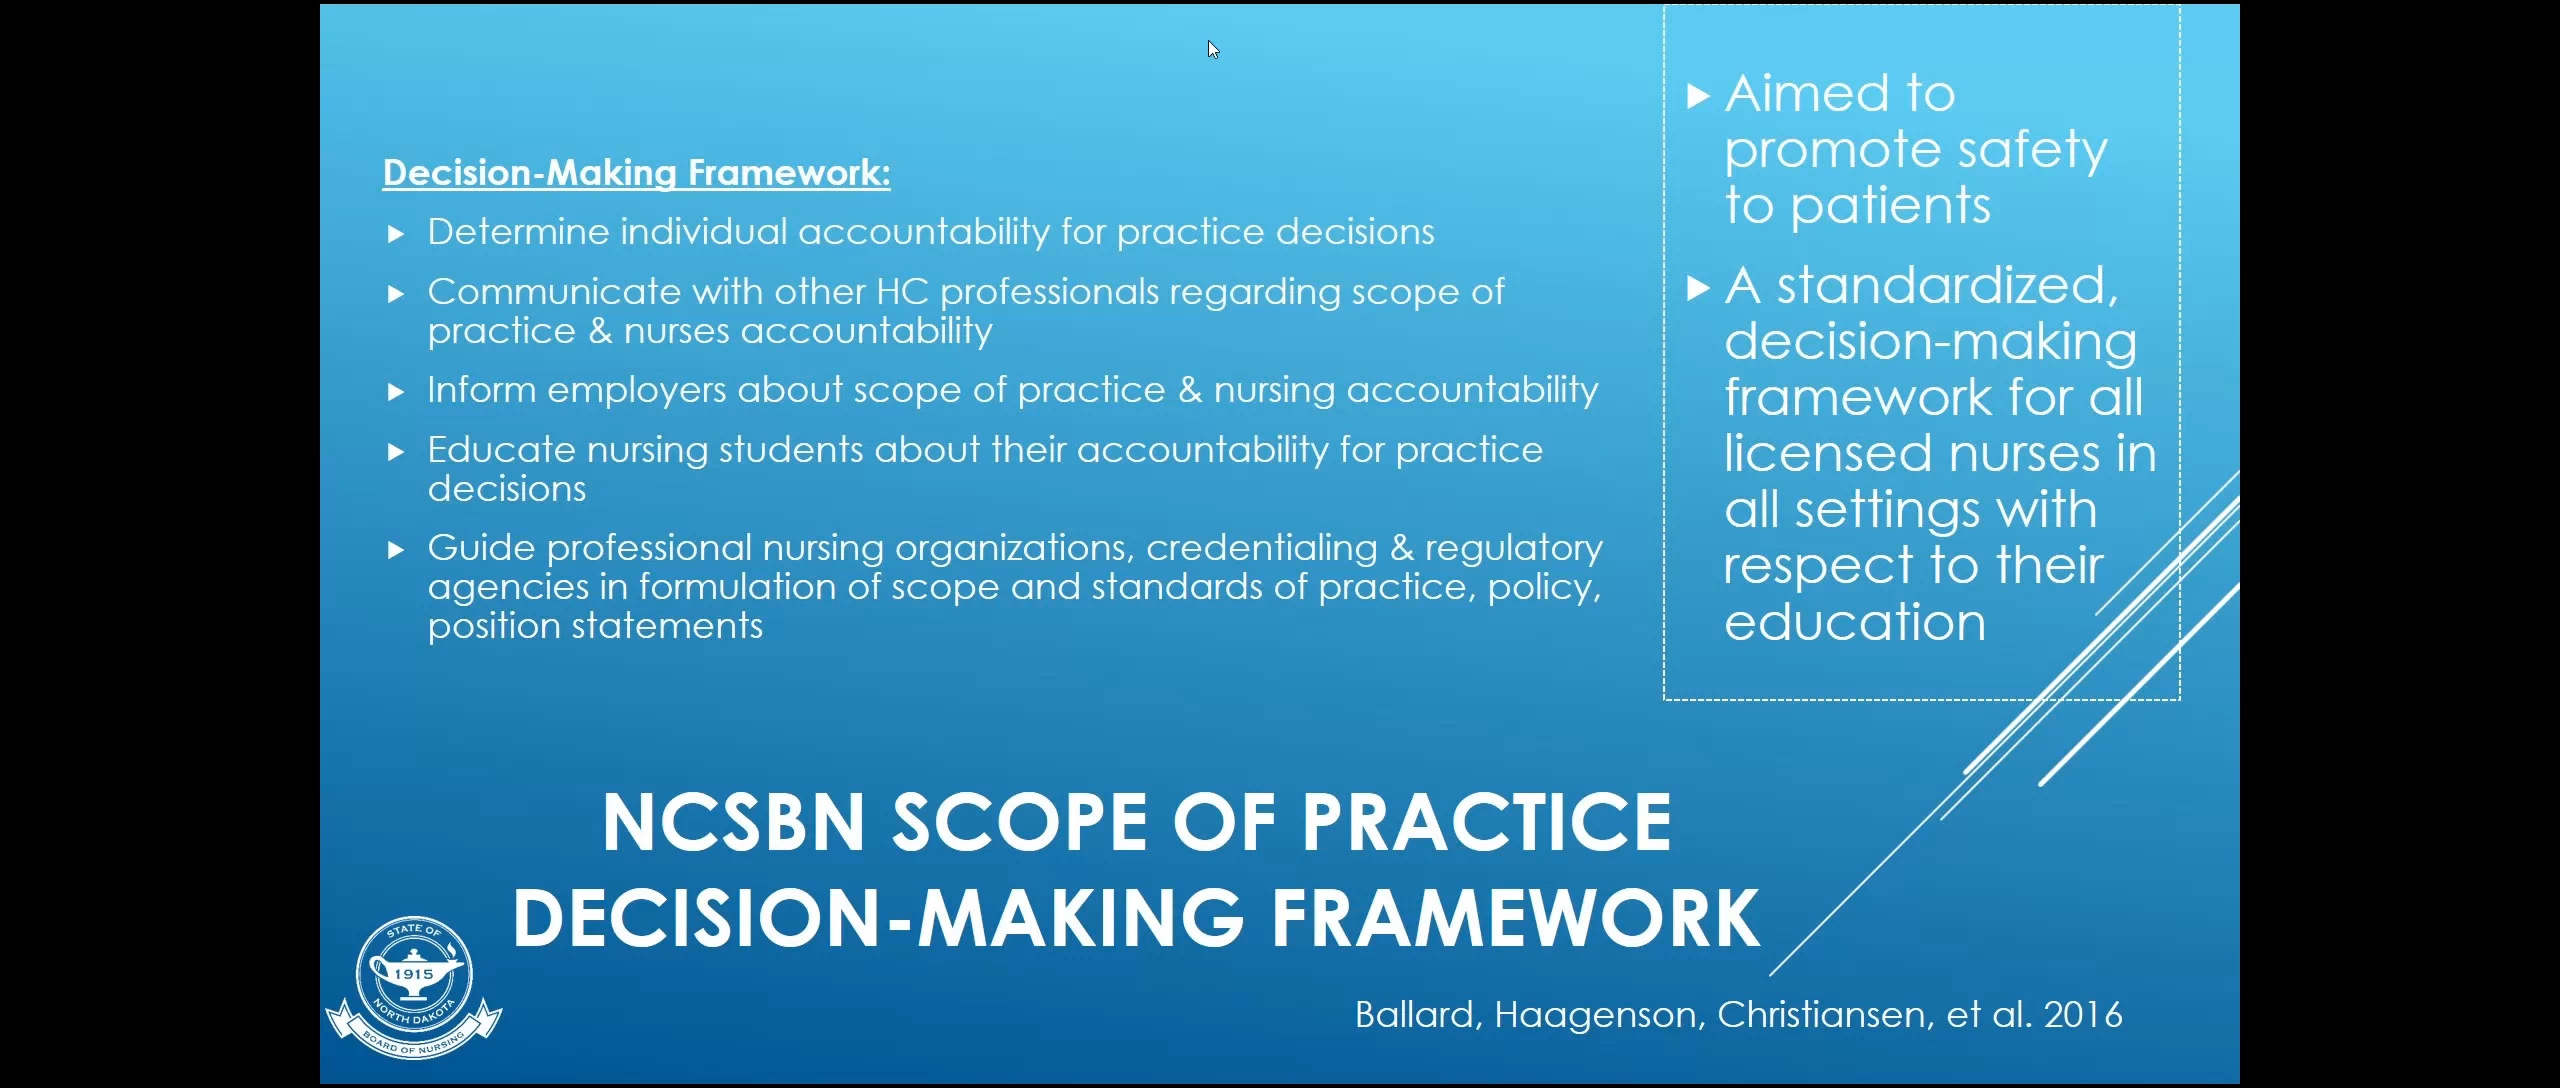 Decision-Making Framework:
Determine individual accountability for practice decisions
Communicate with other HC professionals regarding scope of
practice & nurses accountability
Inform employers about scope of practice & nursing accountability
Educate nursing students about their accountability for practice
decisions
Guide professional nursing organizations, credentialing & regulatory
agencies in formulation of scope and standards of practice, policy,
position statements
Aimed to
promote safety
to patients
A standardized,
decision-making
framework for all
licensed nurses in
all settings with
respect to their
education
NCSBN SCOPE OF PRACTICE
DECISION-MAKING FRAMEWORK
STATE OF
1915
NORTH DAKOTA
BOARD OF NURSING
Ballard, Haagenson, Christiansen, et al. 2016